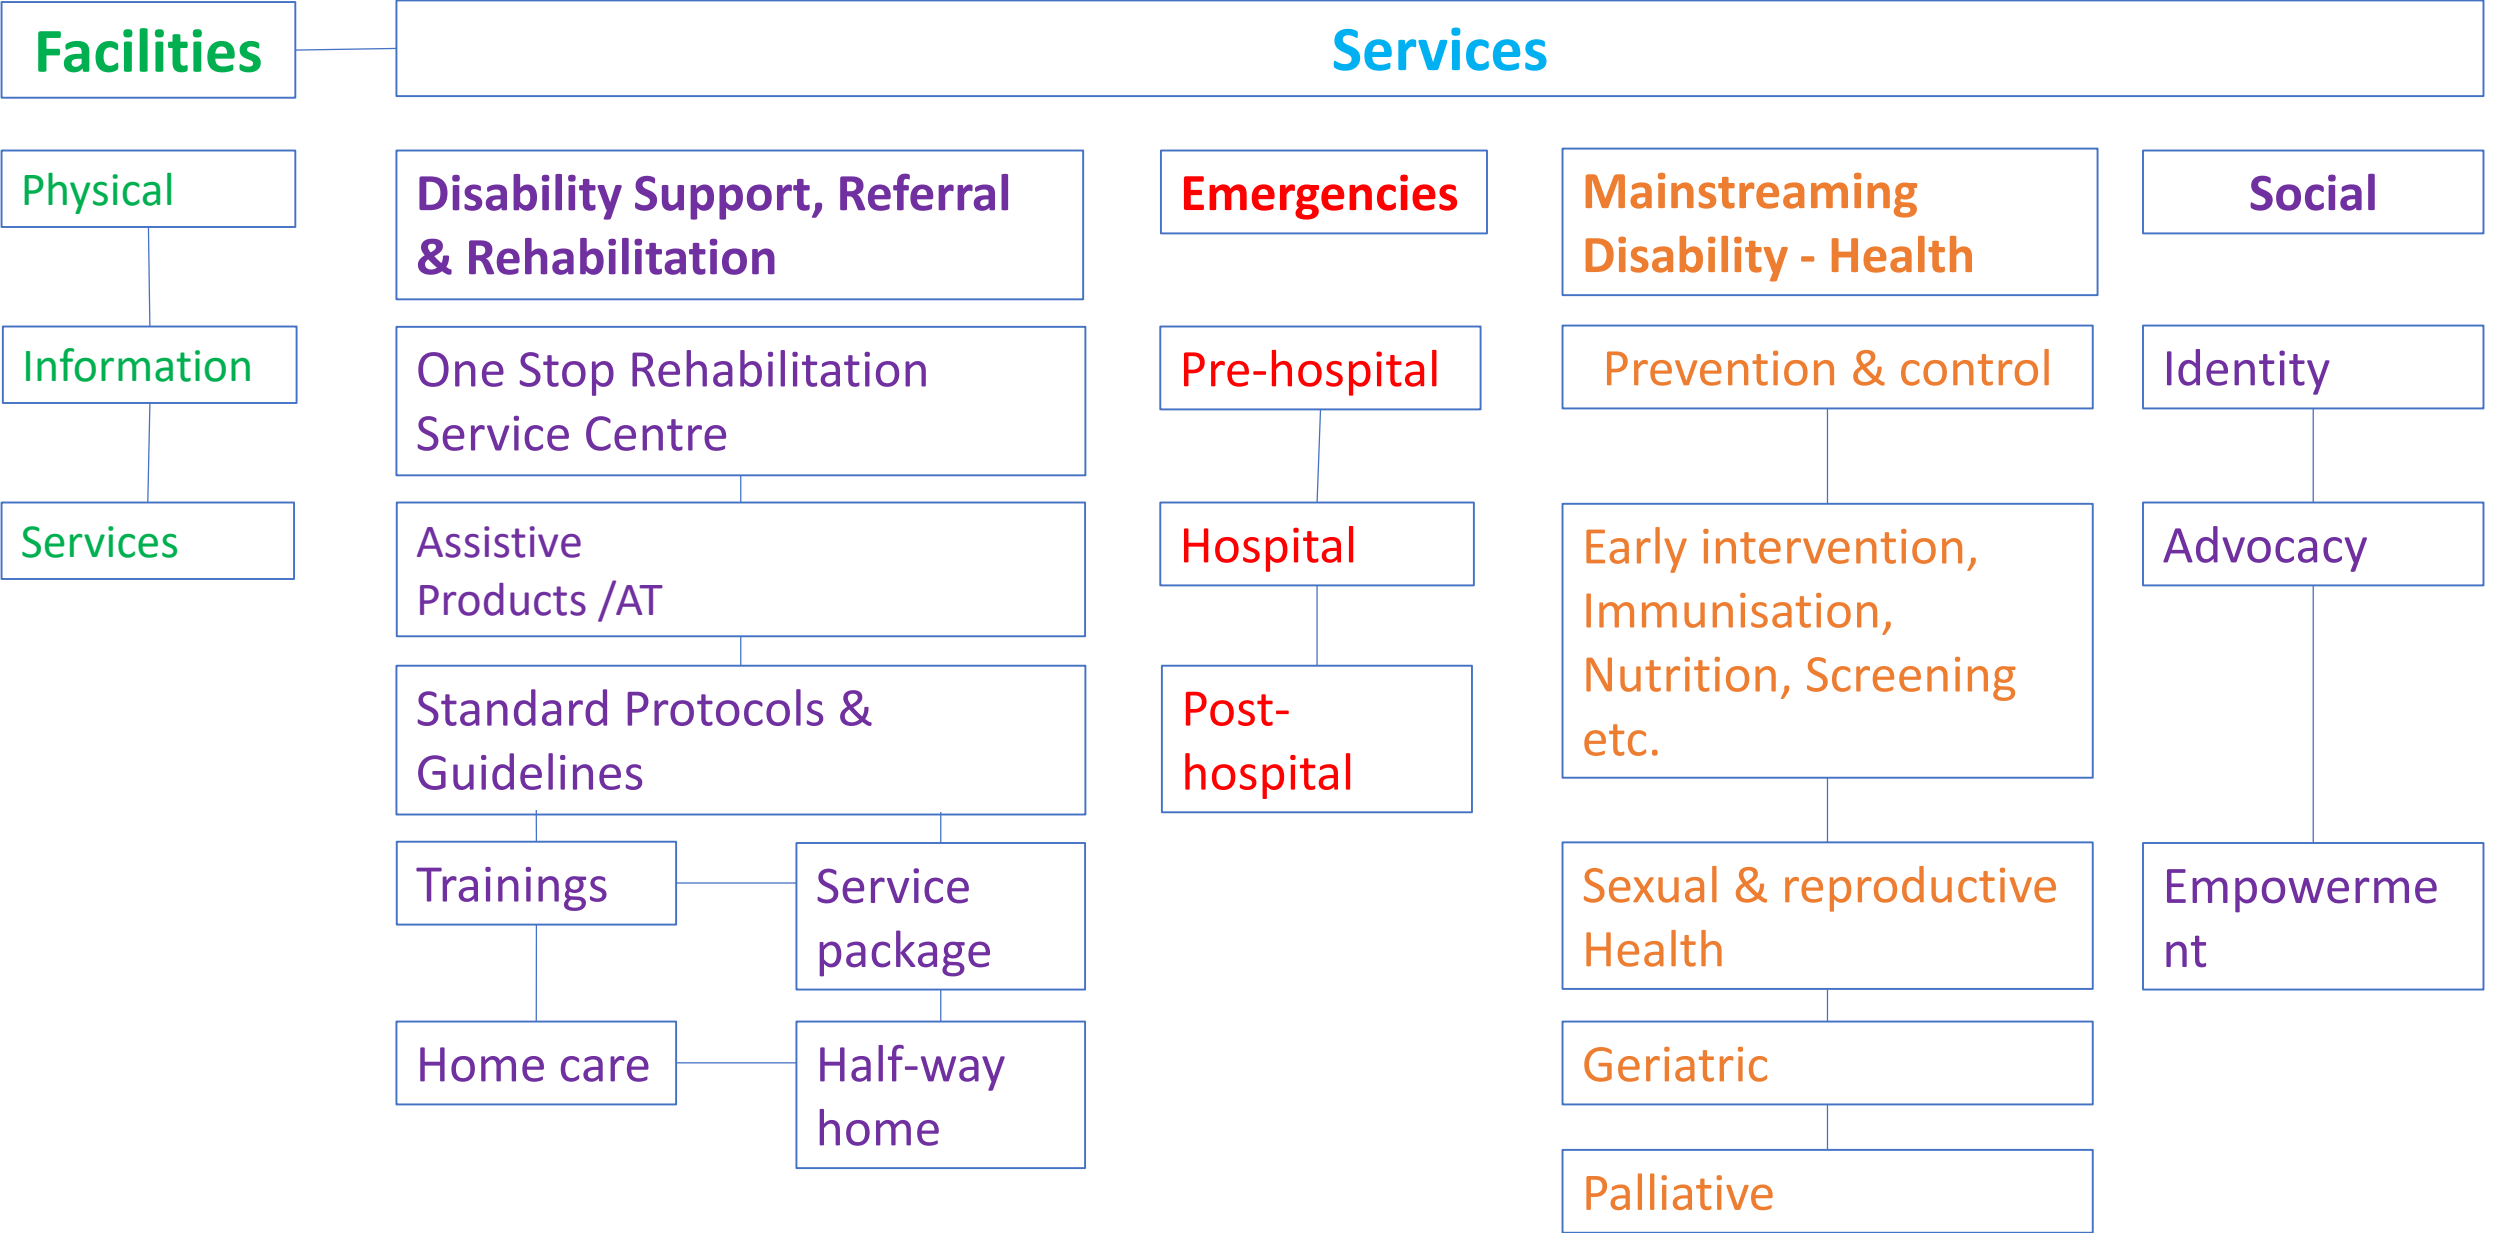 Facilities
Services
Physical
Information
Services
Disability Support, Referral
& Rehabilitation
One Stop Rehabilitation
Service Centre
Assistive
Products /AT
Standard Protocols &
Guidelines
Trainings
Service
package
Home care
Half-way
home
Emergencies
Pre-hospital
Hospital
Post-
hospital
Mainstreaming
Disability - Health
Prevention & control
Early intervention,
Immunisation,
Nutrition, Screening
etc.
Sexual & reproductive
Health
Geriatric
Palliative
Social
Identity
Advocacy
Empowerme
nt